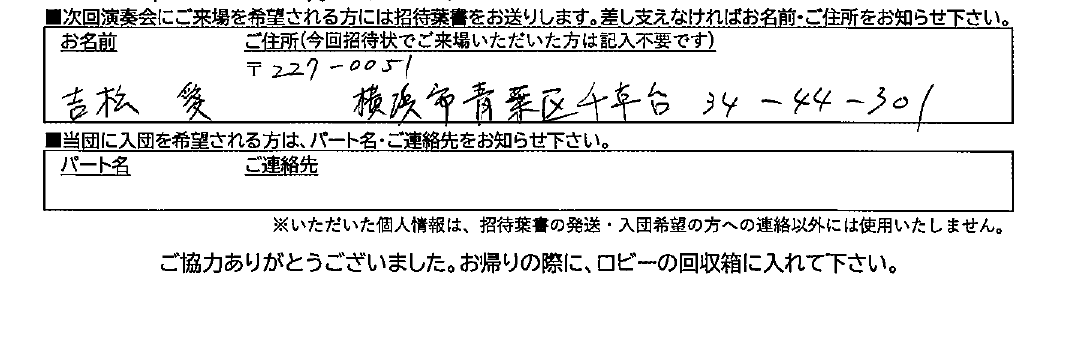 ■次回演奏会にご来場を希望される方には招待葉書をお送りします。差し支えなければお名前・ご住所をお知らせ下さい。
お名前 ご住所(今回招待状でご来場いただいた方は記入不要です)
〒227-0051
吉松 愛 横浜市青葉区千草台 34-44-301
■当団に入団を希望される方は、パート名・ご連絡先をお知らせ下さい。
パート名 ご連絡先
※いただいた個人情報は、招待葉書の発送・入団希望の方への連絡以外には使用いたしません。
ご協力ありがとうございました。お帰りの際に、ロビーの回収箱に入れて下さい。